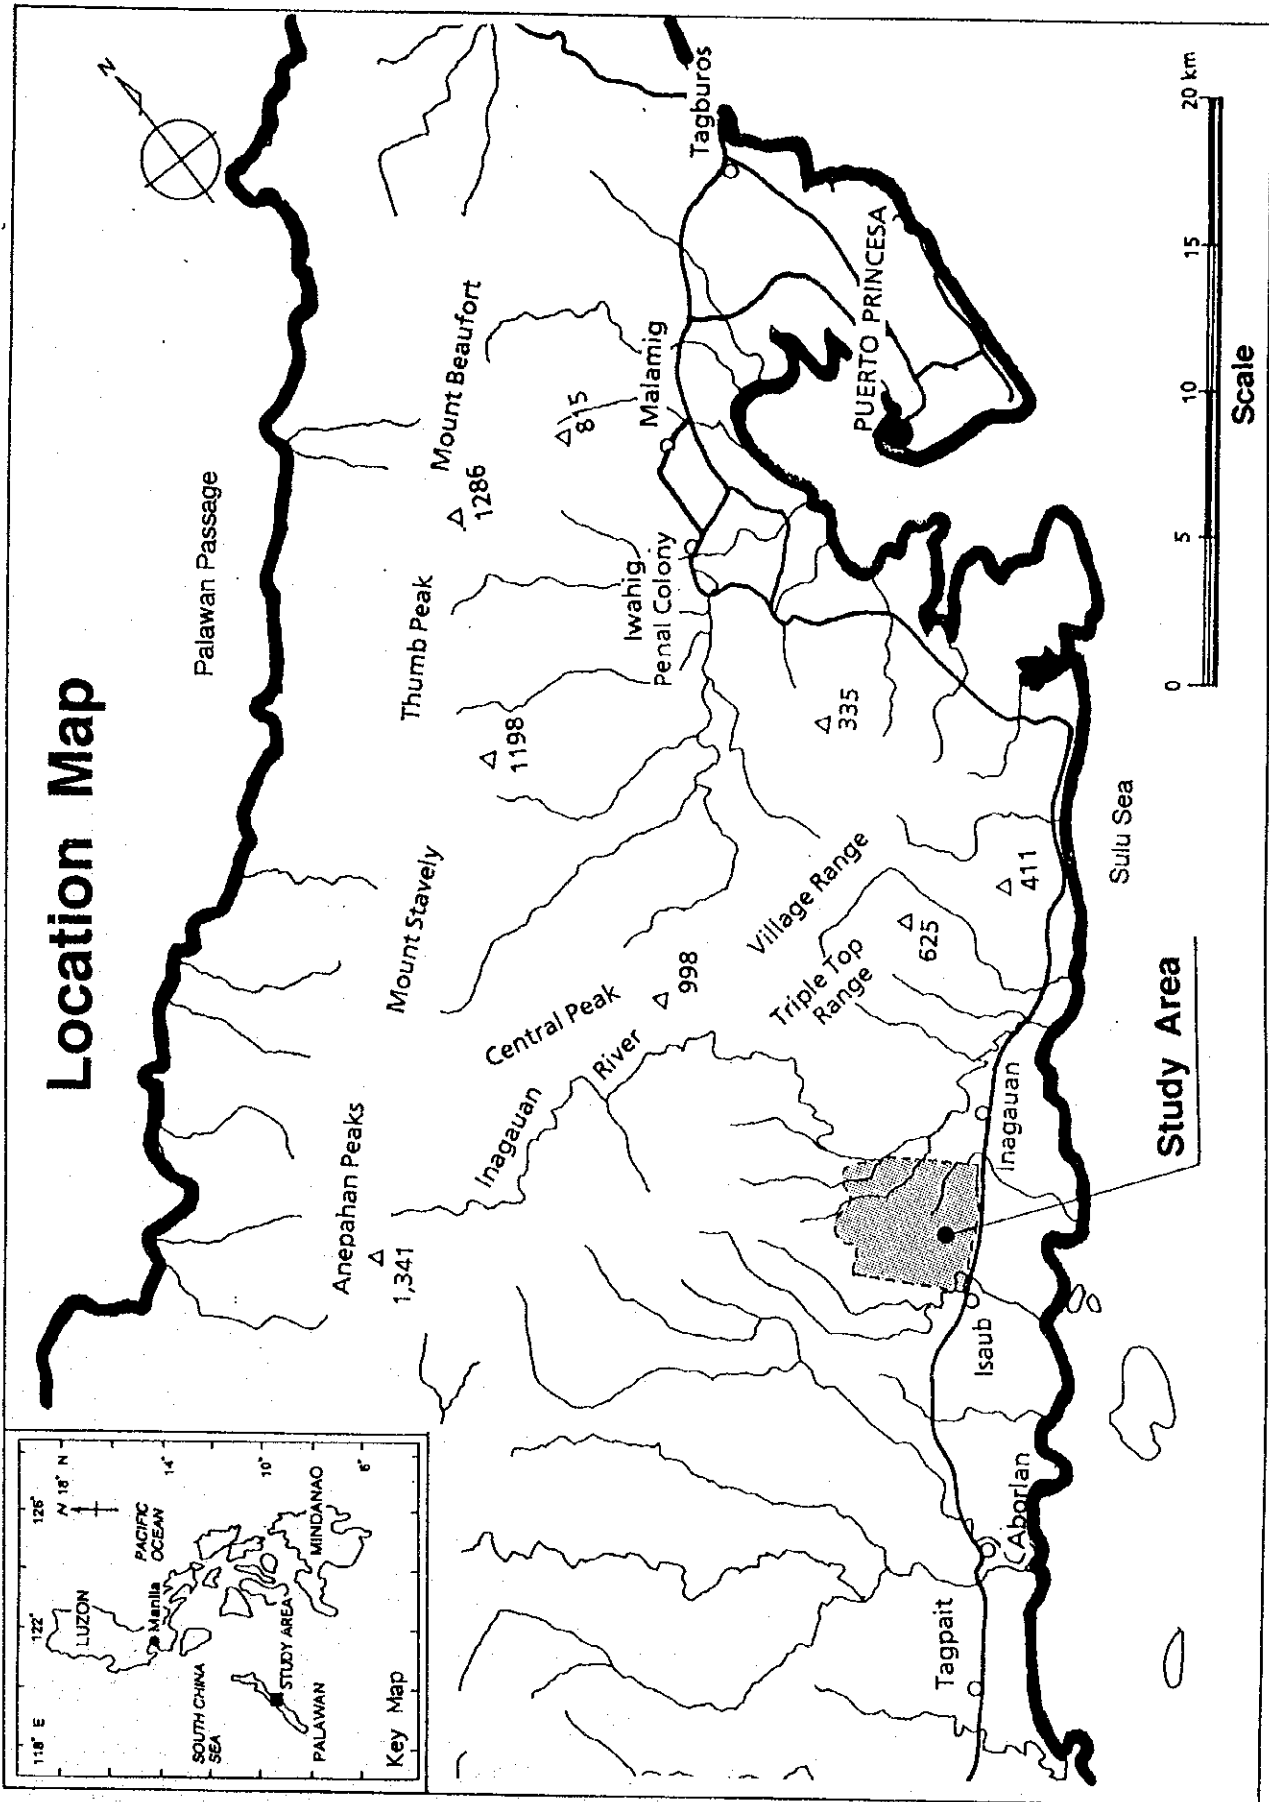 Location Map
N
Palawan Passage
Anepahan Peaks
1,341
Mount Stavely
Thumb Peak
1198
Mount Beaufort
1286
815
Central Peak
998
Inagauan
River
Village Range
Triple Top
Range
625
335
411
Iwahig
Penal Colony
Malamig
Tagburos
PUERTO PRINCESA
Tagpait
Aborlan
Isaub
Inagauan
Sulu Sea
Study Area
0
5
10
15
20 km
Scale
118° E
122°
126°
N 18° N
14°
10°
6°
LUZON
Manila
PACIFIC
OCEAN
SOUTH CHINA
SEA
STUDY AREA
MINDANAO
PALAWAN
Key Map